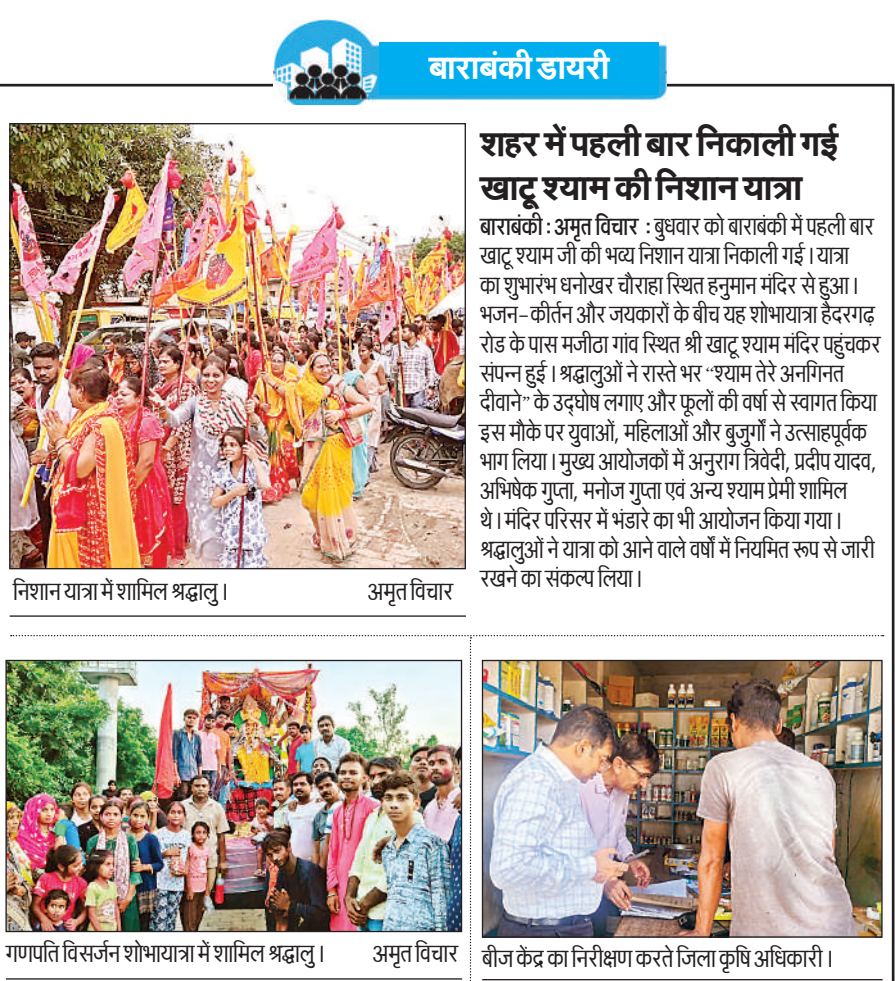 बाराबंकी डायरी
शहर में पहली बार निकाली गई
खाटू श्याम की निशान यात्रा
बाराबंकी : अमृत विचार : बुधवार को बाराबंकी में पहली बार
खाटू श्याम जी की भव्य निशान यात्रा निकाली गई। यात्रा
का शुभारंभ धनोखर चौराहा स्थित हनुमान मंदिर से हुआ।
भजन-कीर्तन और जयकारों के बीच यह शोभायात्रा हैदरगढ़
रोड के पास मजीठा गांव स्थित श्री खाटू श्याम मंदिर पहुंचकर
संपन्न हुई। श्रद्धालुओं ने रास्ते भर “श्याम तेरे अनगिनत
दीवाने” के उद्घोष लगाए और फूलों की वर्षा से स्वागत किया
इस मौके पर युवाओं, महिलाओं और बुजुर्गों ने उत्साहपूर्वक
भाग लिया। मुख्य आयोजकों में अनुराग त्रिवेदी, प्रदीप यादव,
अभिषेक गुप्ता, मनोज गुप्ता एवं अन्य श्याम प्रेमी शामिल
थे। मंदिर परिसर में भंडारे का भी आयोजन किया गया।
श्रद्धालुओं ने यात्रा को आने वाले वर्षों में नियमित रूप से जारी
रखने का संकल्प लिया।
निशान यात्रा में शामिल श्रद्धालु। अमृत विचार
गणपति विसर्जन शोभायात्रा में शामिल श्रद्धालु। अमृत विचार
बीज केंद्र का निरीक्षण करते जिला कृषि अधिकारी।